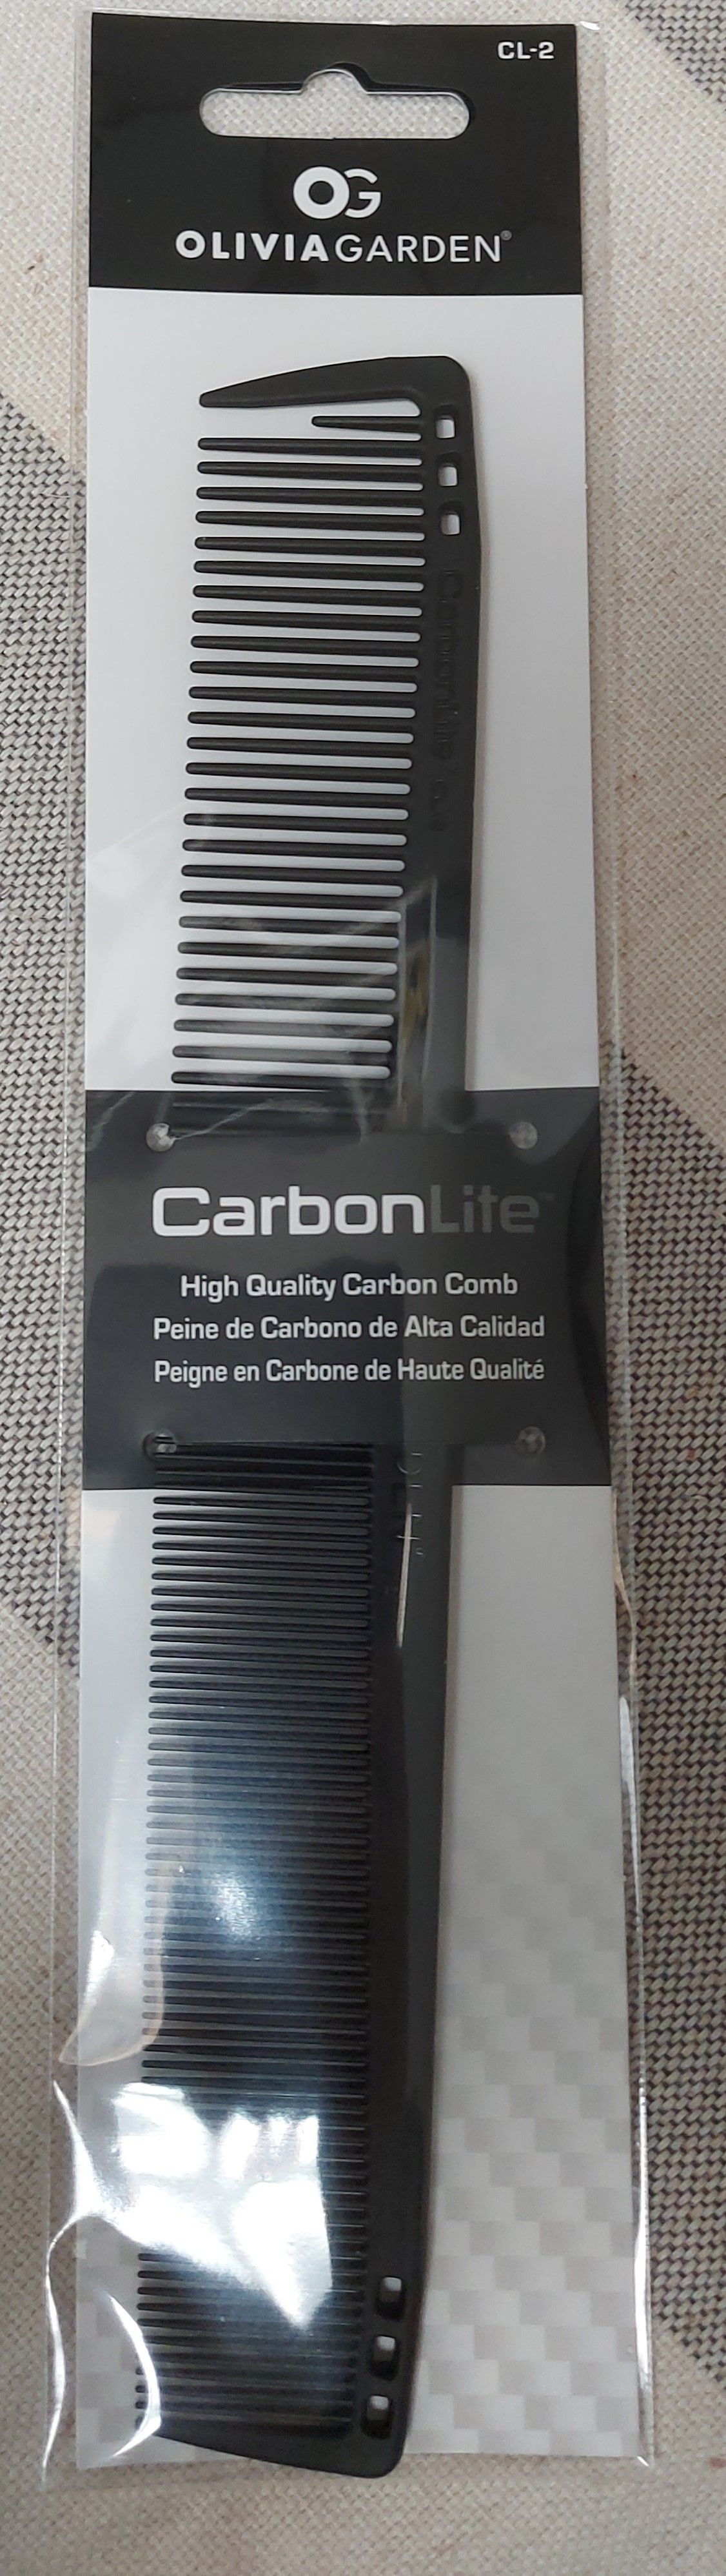 CL-2
OG
OLIVIAGARDEN®
CarbonLite™
High Quality Carbon Comb
Peine de Carbono de Alta Calidad
Peigne en Carbone de Haute Qualité